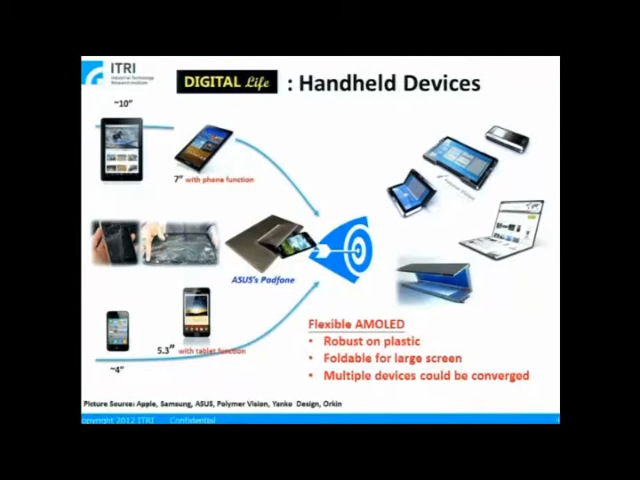 ITRI
Industrial Technology
Research Institute
DIGITAL Life : Handheld Devices
~10"
7" with phone function
ASUS's Padfone
5.3" with tablet function
~4"
Flexible AMOLED
• Robust on plastic
• Foldable for large screen
• Multiple devices could be converged
Picture Source: Apple, Samsung, ASUS, Polymer Vision, Yanko Design, Orkin
opyright 2012 ITRI Confidential